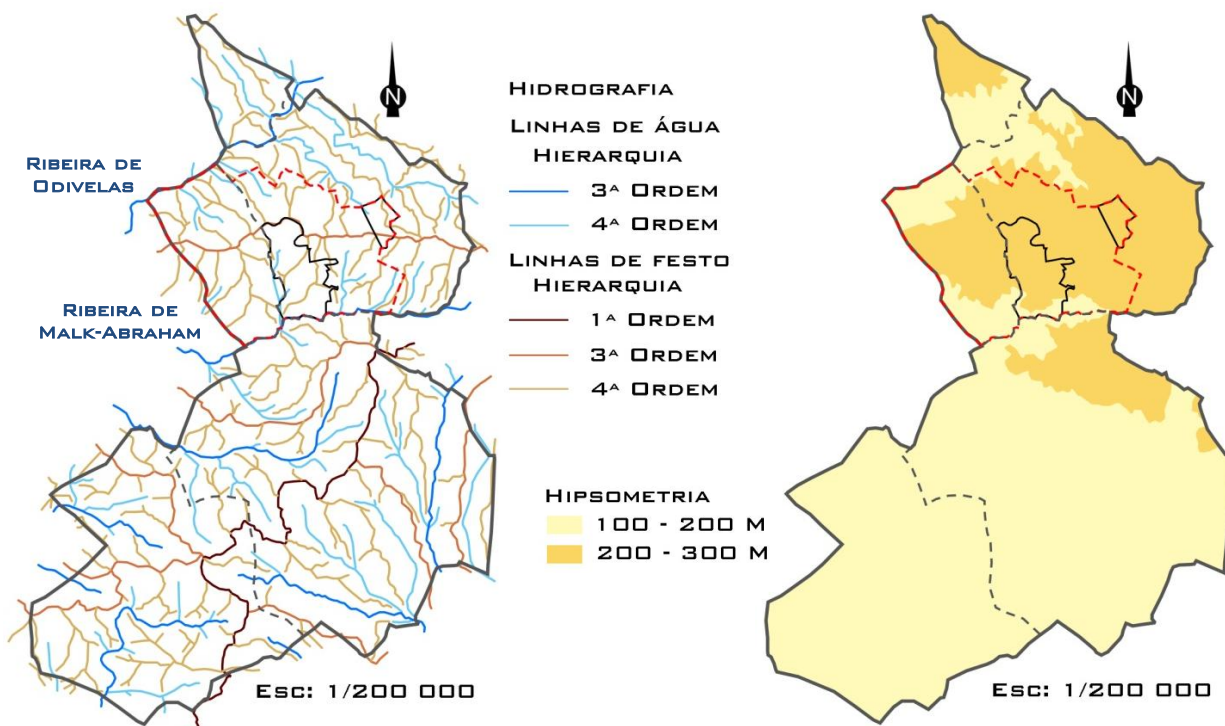 N
Hidrografia
Linhas de água
Hierarquia
3ª Ordem
4ª Ordem
Linhas de festo
Hierarquia
1ª Ordem
3ª Ordem
4ª Ordem
Ribeira de
Odivelas
Ribeira de
Malk-Abraham
Esc: 1/200 000
N
Hipsometria
100 - 200 m
200 - 300 m
Esc: 1/200 000